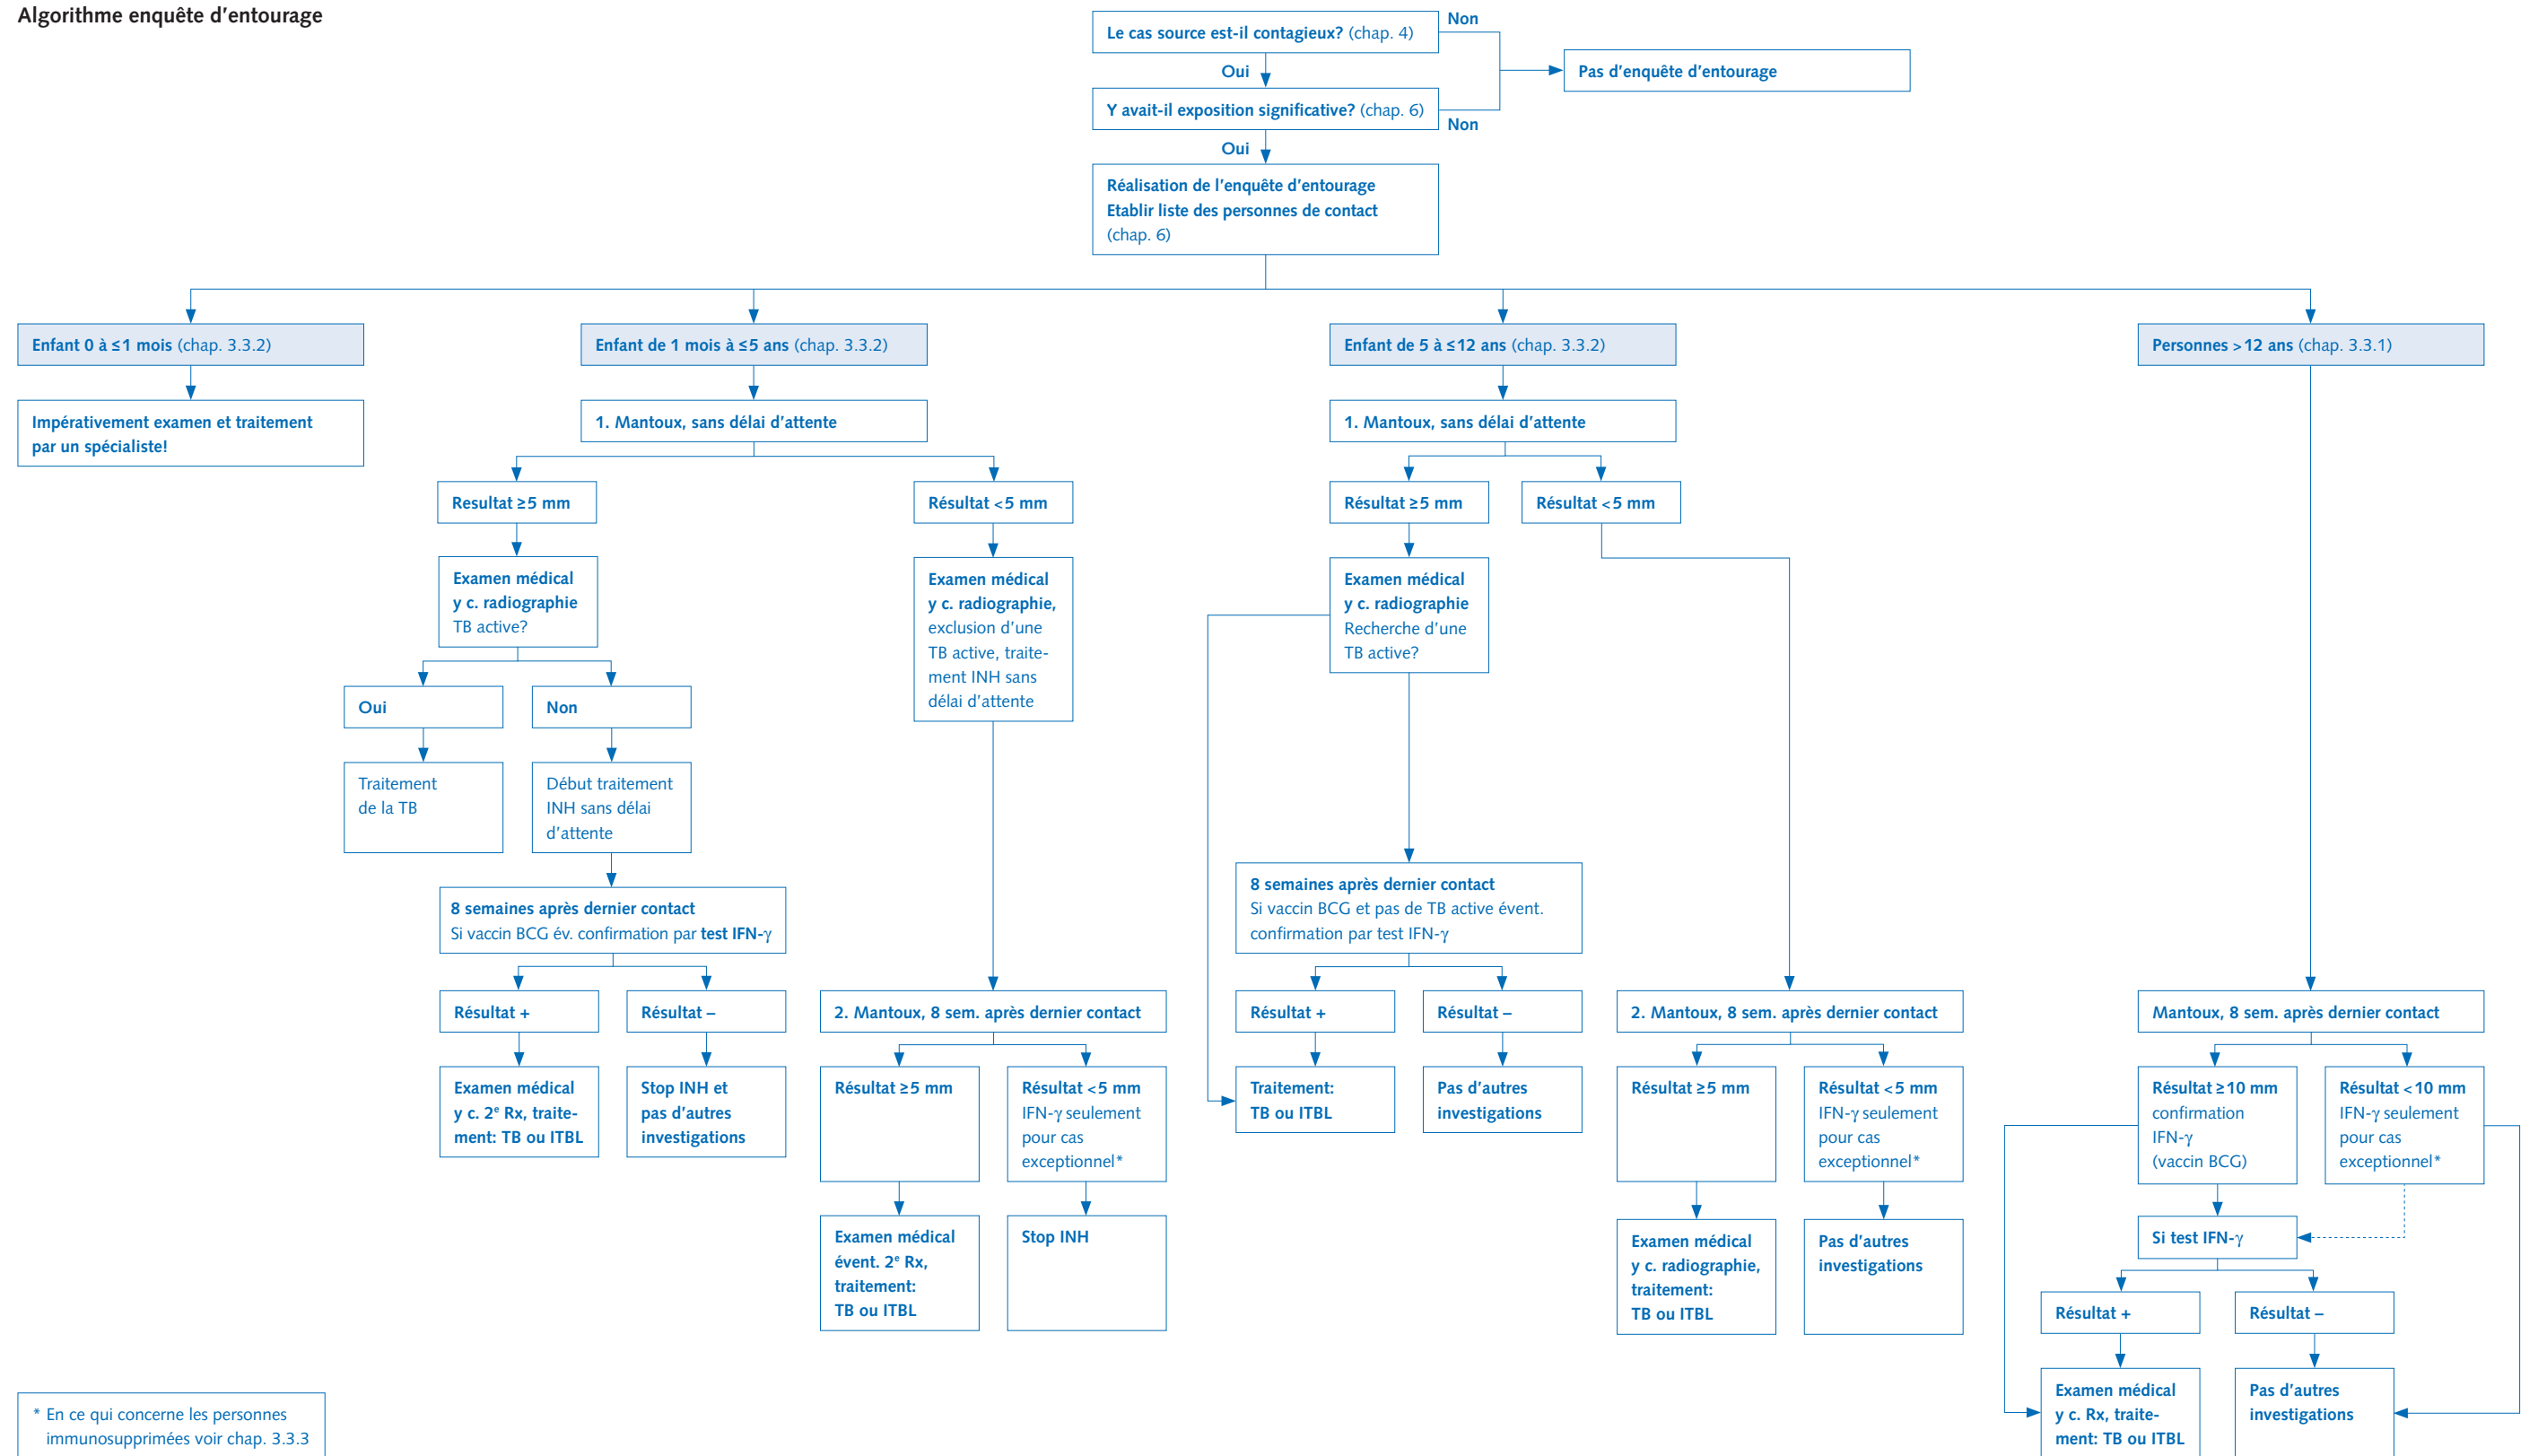 Algorithme enquête d'entourage
Le cas source est-il contagieux? (chap. 4)
Non
Pas d'enquête d'entourage
Oui
Y avait-il exposition significative? (chap. 6)
Non
Oui
Réalisation de l'enquête d'entourage
Etablir liste des personnes de contact
(chap. 6)
Enfant 0 à ≤1 mois (chap. 3.3.2)
Impérativement examen et traitement
par un spécialiste!
Enfant de 1 mois à ≤5 ans (chap. 3.3.2)
1. Mantoux, sans délai d'attente
Resultat ≥5 mm
Examen médical
y c. radiographie
TB active?
Oui
Traitement
de la TB
Non
Début traitement
INH sans délai
d'attente
8 semaines après dernier contact
Si vaccin BCG év. confirmation par test IFN-γ
Résultat +
Examen médical
y c. 2e Rx, traite-
ment: TB ou ITBL
Résultat –
Stop INH et
pas d'autres
investigations
Résultat <5 mm
Examen médical
y c. radiographie,
exclusion d'une
TB active, traite-
ment INH sans
délai d'attente
2. Mantoux, 8 sem. après dernier contact
Résultat ≥5 mm
Examen médical
évent. 2e Rx,
traitement:
TB ou ITBL
Résultat <5 mm
IFN-γ seulement
pour cas
exceptionnel*
Stop INH
Enfant de 5 à ≤12 ans (chap. 3.3.2)
1. Mantoux, sans délai d'attente
Résultat ≥5 mm
Examen médical
y c. radiographie
Recherche d'une
TB active?
8 semaines après dernier contact
Si vaccin BCG et pas de TB active évent.
confirmation par test IFN-γ
Résultat +
Traitement:
TB ou ITBL
Résultat –
Pas d'autres
investigations
Résultat <5 mm
2. Mantoux, 8 sem. après dernier contact
Résultat ≥5 mm
Examen médical
y c. radiographie,
traitement:
TB ou ITBL
Résultat <5 mm
IFN-γ seulement
pour cas
exceptionnel*
Pas d'autres
investigations
Personnes >12 ans (chap. 3.3.1)
Mantoux, 8 sem. après dernier contact
Résultat ≥10 mm
confirmation
IFN-γ
(vaccin BCG)
Résultat <10 mm
IFN-γ seulement
pour cas
exceptionnel*
Si test IFN-γ
Résultat +
Examen médical
y c. Rx, traite-
ment: TB ou ITBL
Résultat –
Pas d'autres
investigations
* En ce qui concerne les personnes
immunosupprimées voir chap. 3.3.3